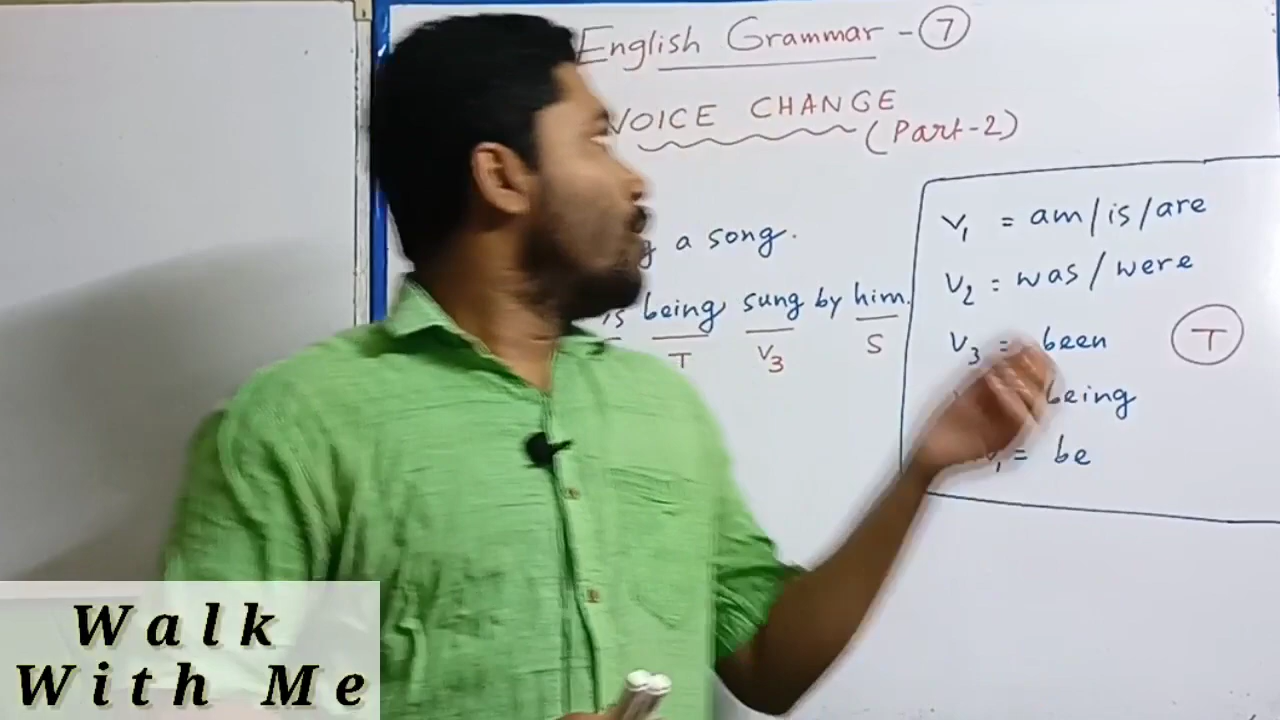 English Grammar - 7
VOICE CHANGE
(Part-2)
a song.
is being sung by him.
T V3 S
V1 = am/is/are
V2 = was/were
V3 = been
being
= be
T
Walk
With Me